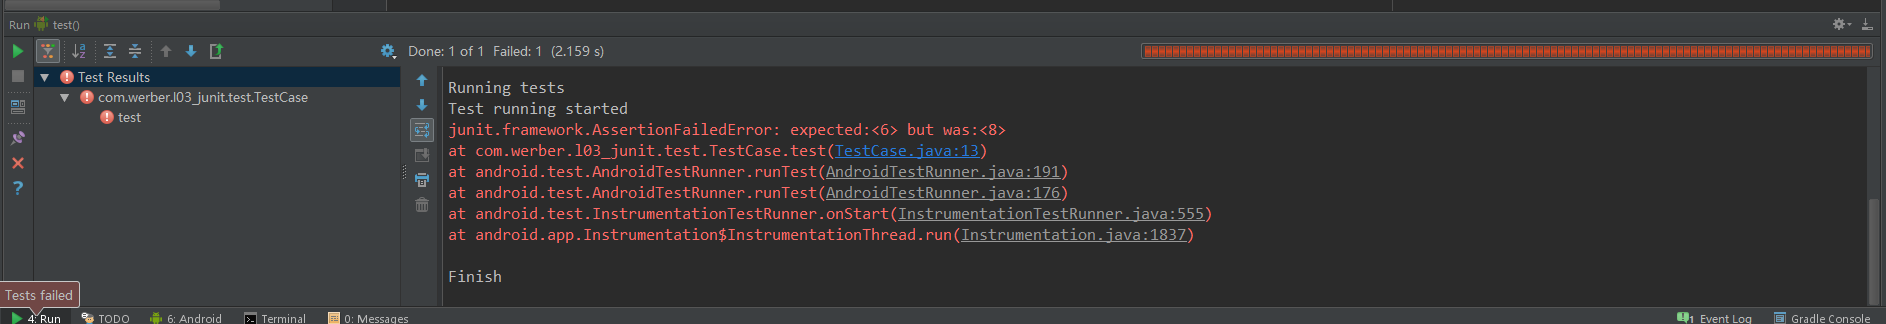 Run test()
Done: 1 of 1 Failed: 1 (2.159 s)
Test Results
com.werber.l03_junit.test.TestCase
test
Running tests
Test running started
junit.framework.AssertionFailedError: expected:<6> but was:<8>
at com.werber.l03_junit.test.TestCase.test(TestCase.java:13)
at android.test.AndroidTestRunner.runTest(AndroidTestRunner.java:191)
at android.test.AndroidTestRunner.runTest(AndroidTestRunner.java:176)
at android.test.InstrumentationTestRunner.onStart(InstrumentationTestRunner.java:555)
at android.app.Instrumentation$InstrumentationThread.run(Instrumentation.java:1837)
Finish
Tests failed
4: Run TODO 6: Android Terminal 0: Messages 1 Event Log Gradle Console